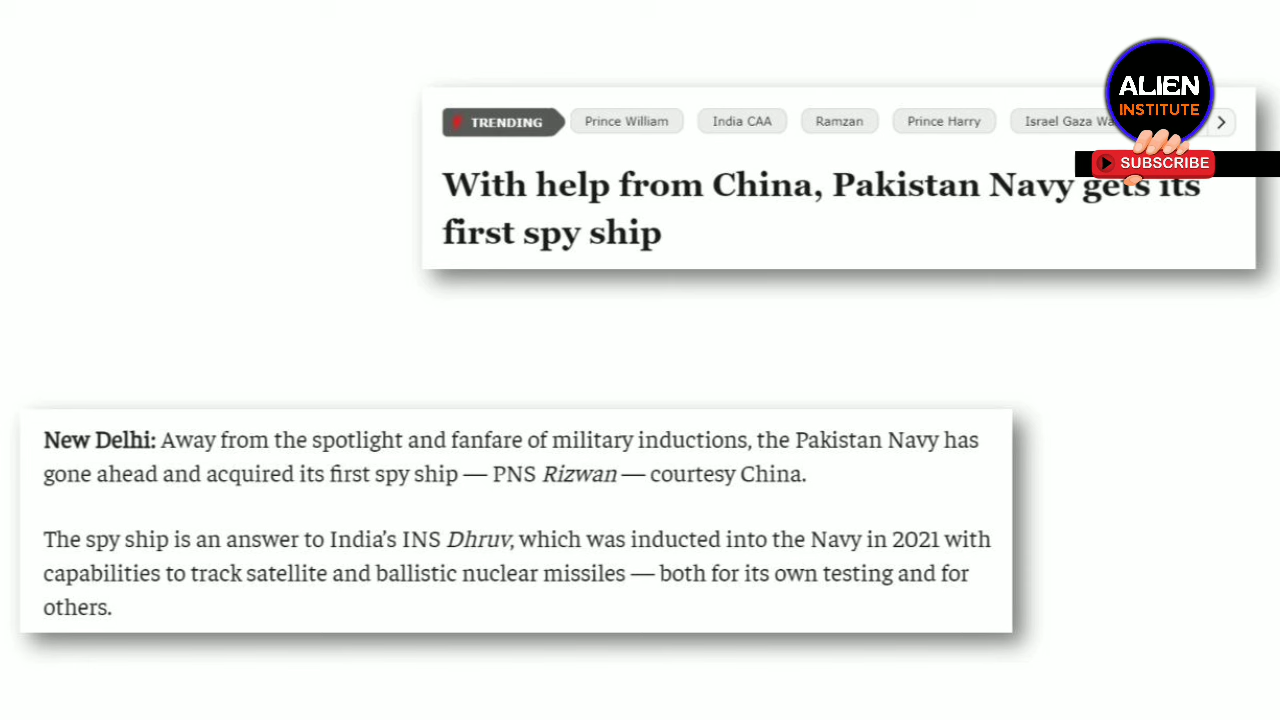 ALIEN
INSTITUTE
SUBSCRIBE
TRENDING Prince William India CAA Ramzan Prince Harry Israel Gaza
With help from China, Pakistan Navy gets its
first spy ship
New Delhi: Away from the spotlight and fanfare of military inductions, the Pakistan Navy has
gone ahead and acquired its first spy ship — PNS Rizwan — courtesy China.
The spy ship is an answer to India’s INS Dhruv, which was inducted into the Navy in 2021 with
capabilities to track satellite and ballistic nuclear missiles — both for its own testing and for
others.